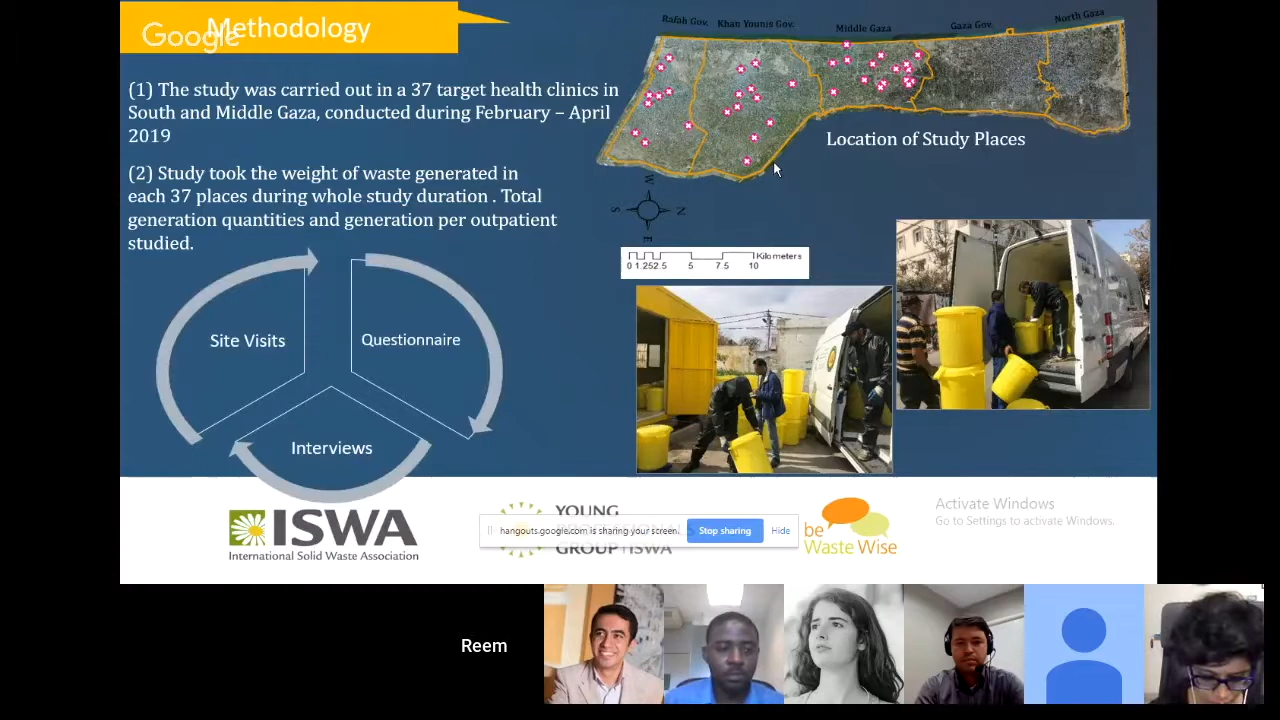 Google
Methodology
(1) The study was carried out in a 37 target health clinics in
South and Middle Gaza, conducted during February – April
2019
(2) Study took the weight of waste generated in
each 37 places during whole study duration . Total
generation quantities and generation per outpatient
studied.
Site Visits
Questionnaire
Interviews
Rafah Gov.
Khan Younis Gov.
Middle Gaza
Gaza Gov.
North Gaza
Location of Study Places
W
S
N
E
Kilometers
0 1.252.5 5 7.5 10
ISWA
International Solid Waste Association
YOUNG
GROUP ISWA
hangouts.google.com is sharing your screen.
Stop sharing
Hide
be
Waste Wise
Activate Windows
Go to Settings to activate Windows.
Reem